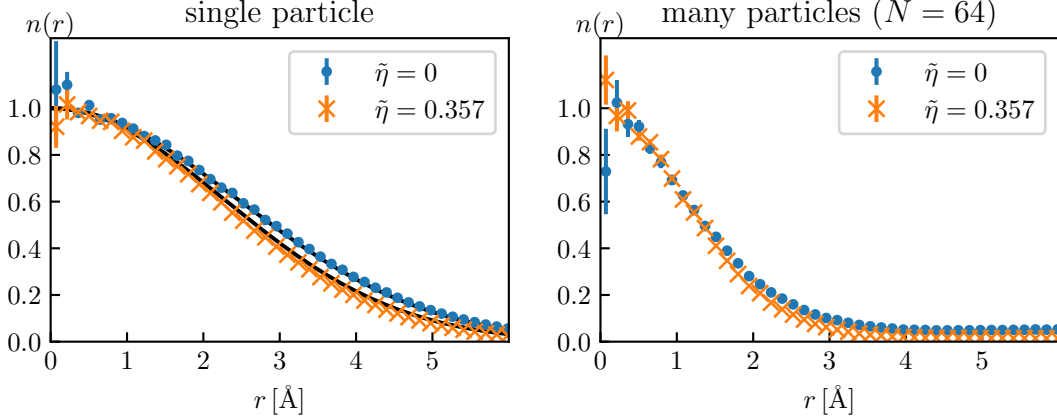 single particle
n(r)
η̃ = 0
η̃ = 0.357
1.0
0.8
0.6
0.4
0.2
0.0
0 1 2 3 4 5
r [Å]
many particles (N = 64)
n(r)
η̃ = 0
η̃ = 0.357
1.0
0.8
0.6
0.4
0.2
0.0
0 1 2 3 4 5
r [Å]